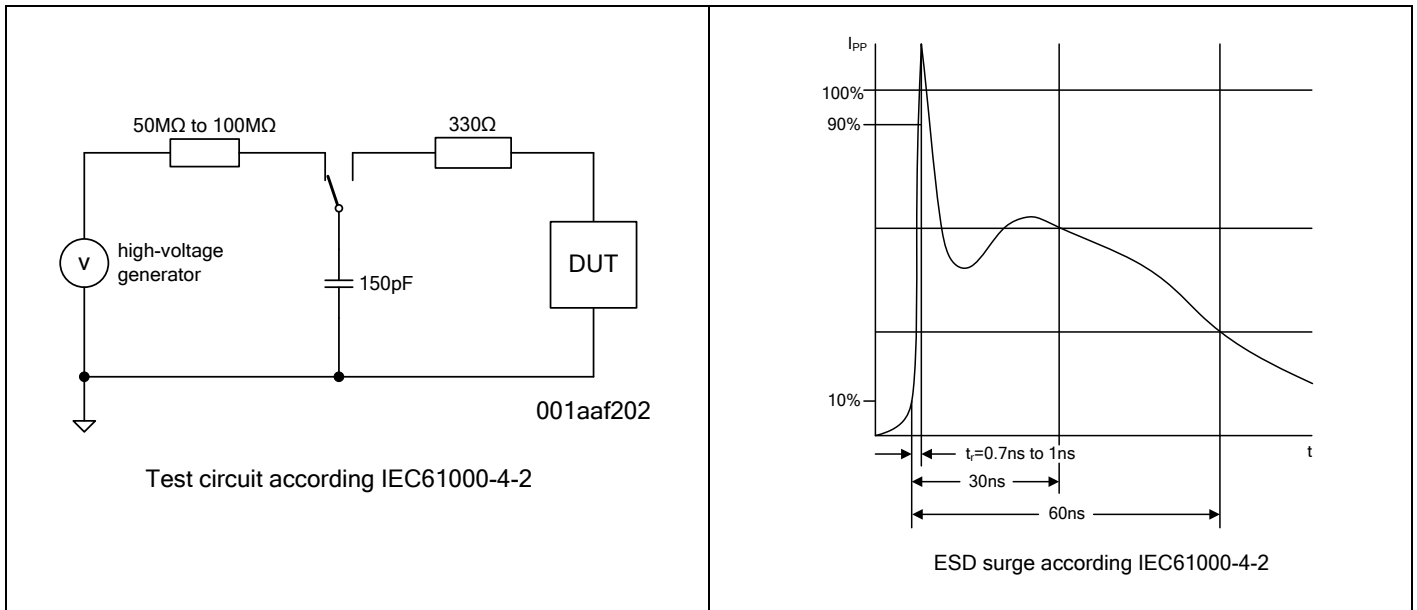 50MΩ to 100MΩ
330Ω
V
high-voltage
generator
150pF
DUT
001aaf202
Test circuit according IEC61000-4-2
IPP
100%
90%
10%
t
tr=0.7ns to 1ns
30ns
60ns
ESD surge according IEC61000-4-2